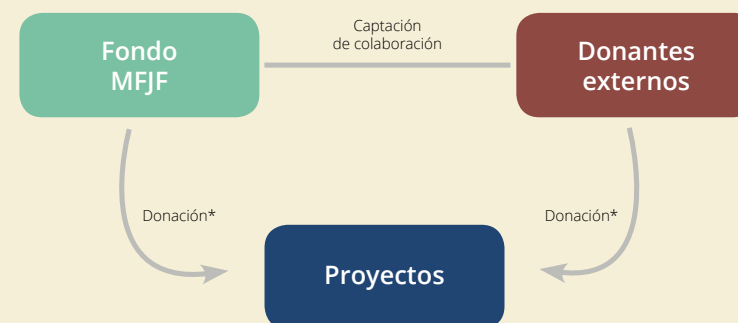 Captación
de colaboración
Fondo
MFJF
Donantes
externos
Donación*
Donación*
Proyectos